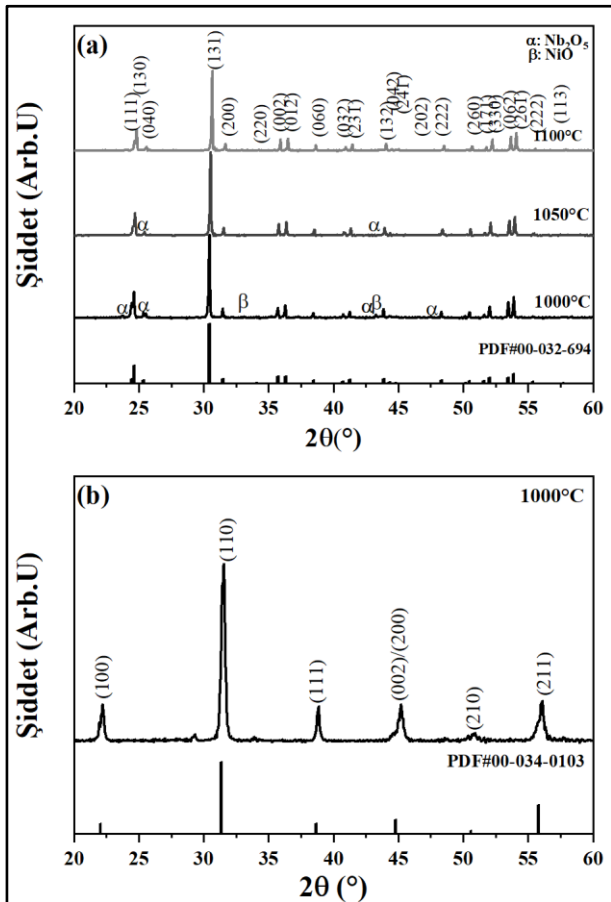 (a)
α: Nb₂O₅
β: NiO
(111)
(130)
(040)
(131)
(200)
(220)
(002)
(012)
(060)
(032)
(231)
(132)
(042)
(241)
(202)
(222)
(260)
(171)
(330)
(062)
(261)
(222)
(113)
1100°C
α
α
1050°C
α
α
β
α
β
α
1000°C
PDF#00-032-694
20 25 30 35 40 45 50 55 60
2θ(°)
Şiddet (Arb.U)
(b)
1000°C
(100)
(110)
(111)
(002)/(200)
(210)
(211)
PDF#00-034-0103
20 25 30 35 40 45 50 55 60
2θ (°)
Şiddet (Arb.U)